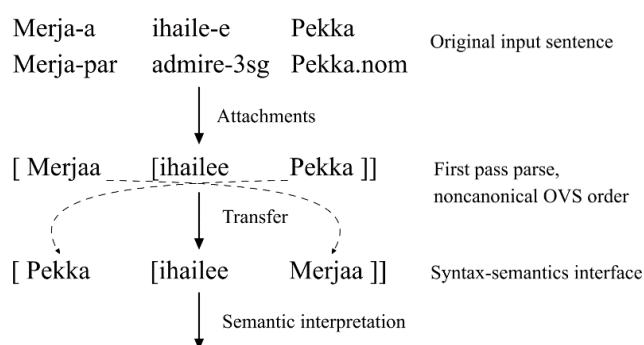 Merja-a ihaile-e Pekka
Merja-par admire-3sg Pekka.nom
Original input sentence
Attachments
[ Merjaa [ihailee Pekka ]]
First pass parse,
noncanonical OVS order
Transfer
[ Pekka [ihailee Merjaa ]]
Syntax-semantics interface
Semantic interpretation